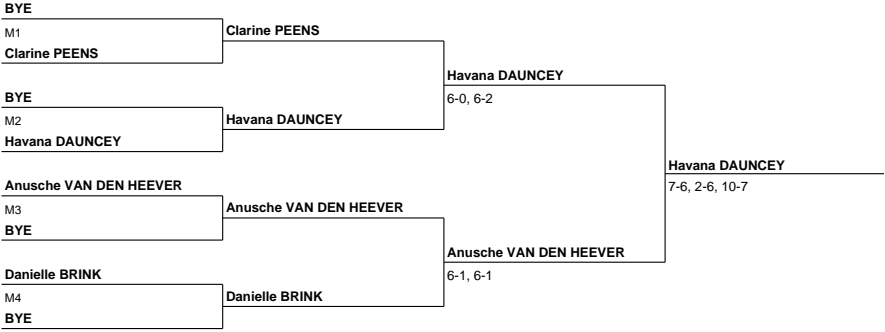 BYE
M1
Clarine PEENS
BYE
M2
Havana DAUNCEY
Anusche VAN DEN HEEVER
M3
BYE
Danielle BRINK
M4
BYE
Clarine PEENS
Havana DAUNCEY
Anusche VAN DEN HEEVER
Danielle BRINK
Havana DAUNCEY
6-0, 6-2
Anusche VAN DEN HEEVER
6-1, 6-1
Havana DAUNCEY
7-6, 2-6, 10-7